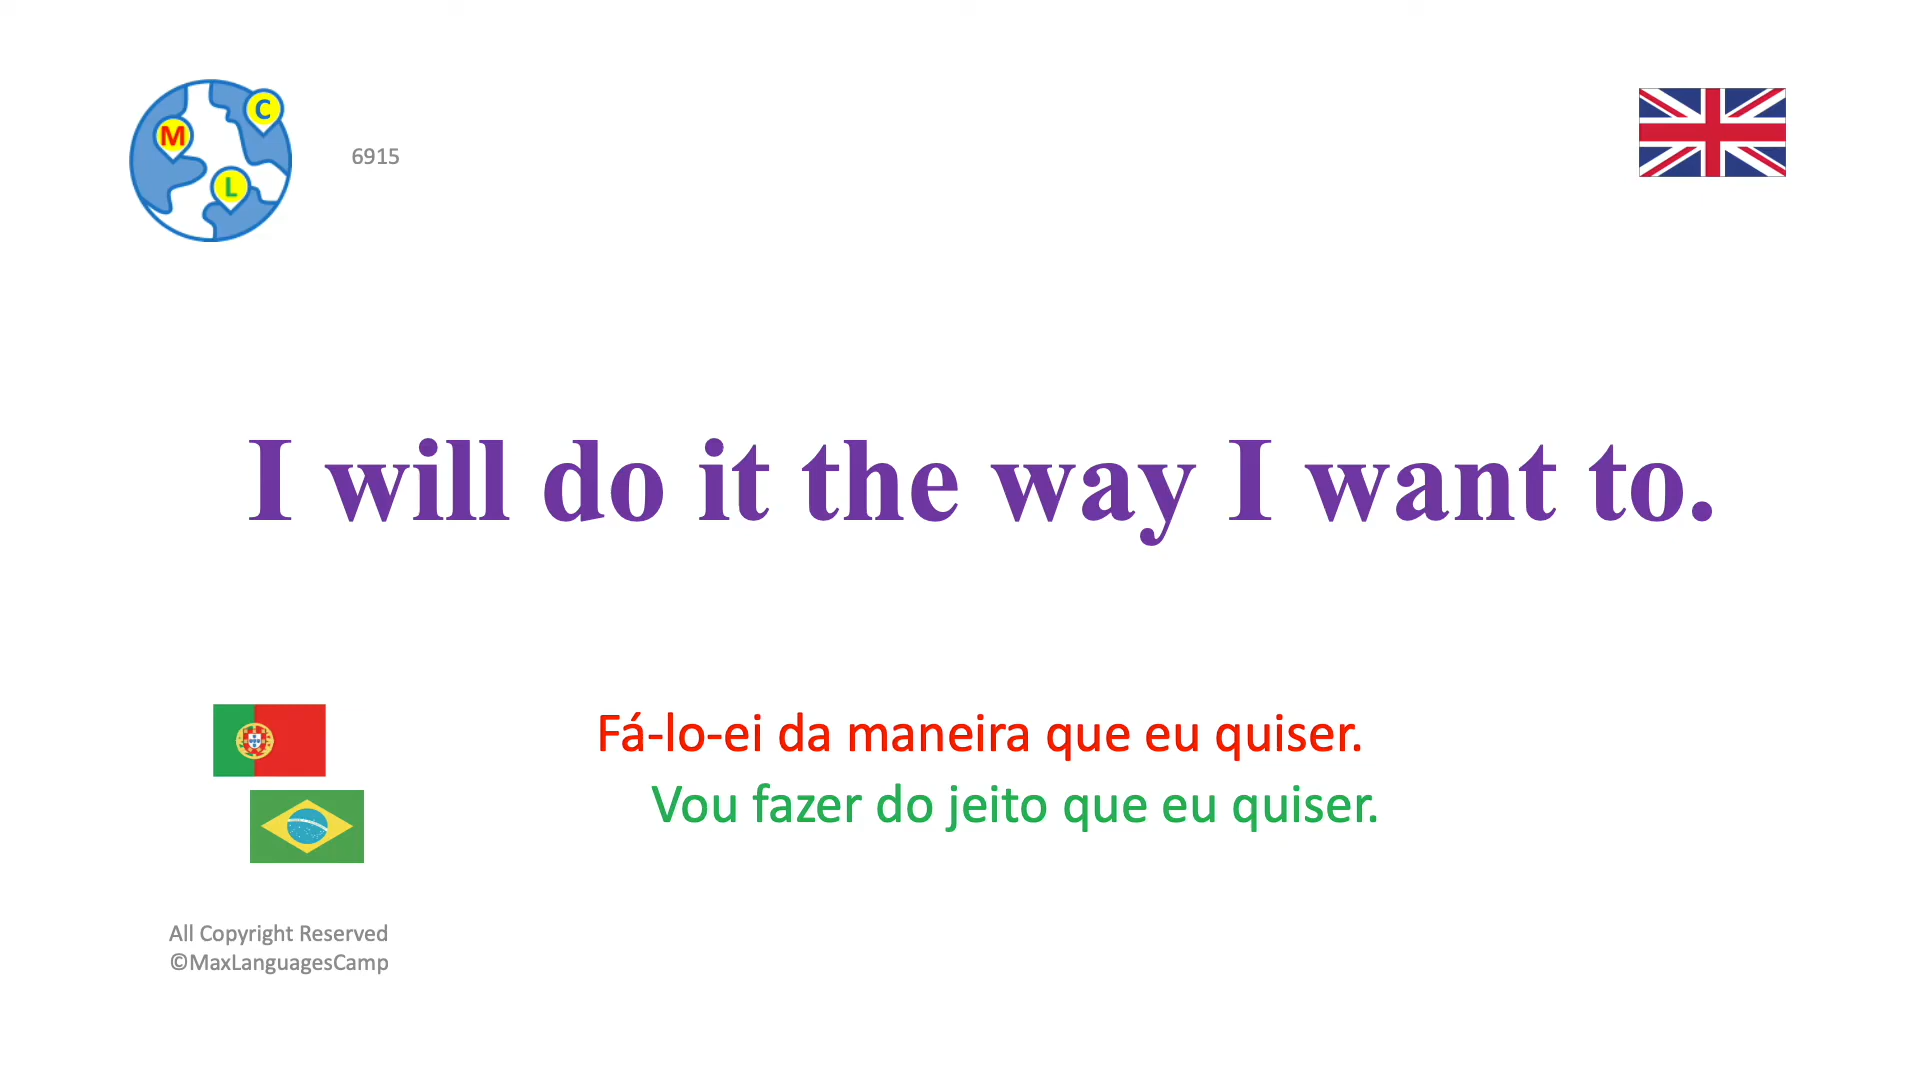 C
M
L
6915
I will do it the way I want to.
Fá-lo-ei da maneira que eu quiser.
Vou fazer do jeito que eu quiser.
All Copyright Reserved
©MaxLanguagesCamp